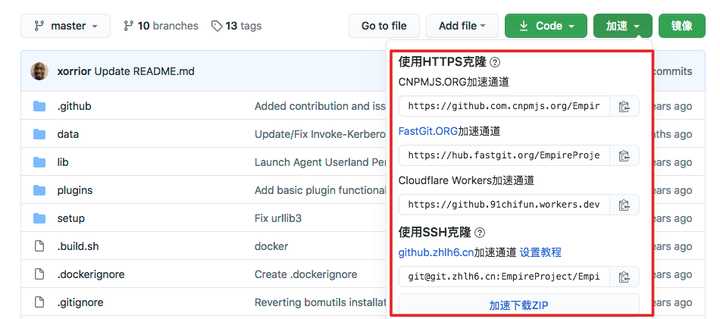 master
10 branches
13 tags
Go to file
Add file
Code
加速
镜像
xorrior Update README.md
commits
使用HTTPS克隆
CNPMJS.ORG加速通道
https://github.com.cnpmjs.org/Empir
FastGit.ORG加速通道
https://hub.fastgit.org/EmpireProje
Cloudflare Workers加速通道
https://github.91chifun.workers.dev
使用SSH克隆
github.zhlh6.cn加速通道 设置教程
git@git.zhlh6.cn:EmpireProject/Empi
加速下载ZIP
.github
Added contribution and iss
ears ago
data
Update/Fix Invoke-Kerbero
ths ago
lib
Launch Agent Userland Per
ears ago
plugins
Add basic plugin functional
ears ago
setup
Fix urllib3
ears ago
.build.sh
docker
ears ago
.dockerignore
Create .dockerignore
ears ago
.gitignore
Reverting bomutils installat
ears ago